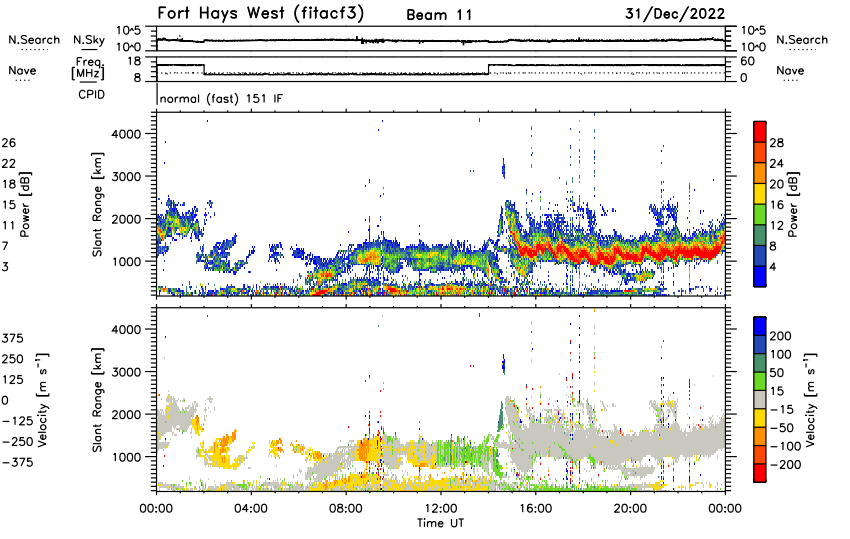 Fort Hays West (fitacf3) Beam 11 31/Dec/2022
N.Search N.Sky 10^5 10^0 10^5 10^0 N.Search
Nave Freq. [MHz] 18 8 60 0 Nave
CPID normal (fast) 151 IF
Power [dB] 26 22 18 15 11 7 3
Slant Range [km] 4000 3000 2000 1000
28 24 20 16 12 8 4 Power [dB]
Velocity [m s⁻¹] 375 250 125 0 −125 −250 −375
Slant Range [km] 4000 3000 2000 1000
200 100 50 15 −15 −50 −100 −200 Velocity [m s⁻¹]
00:00 04:00 08:00 12:00 16:00 20:00 00:00
Time UT